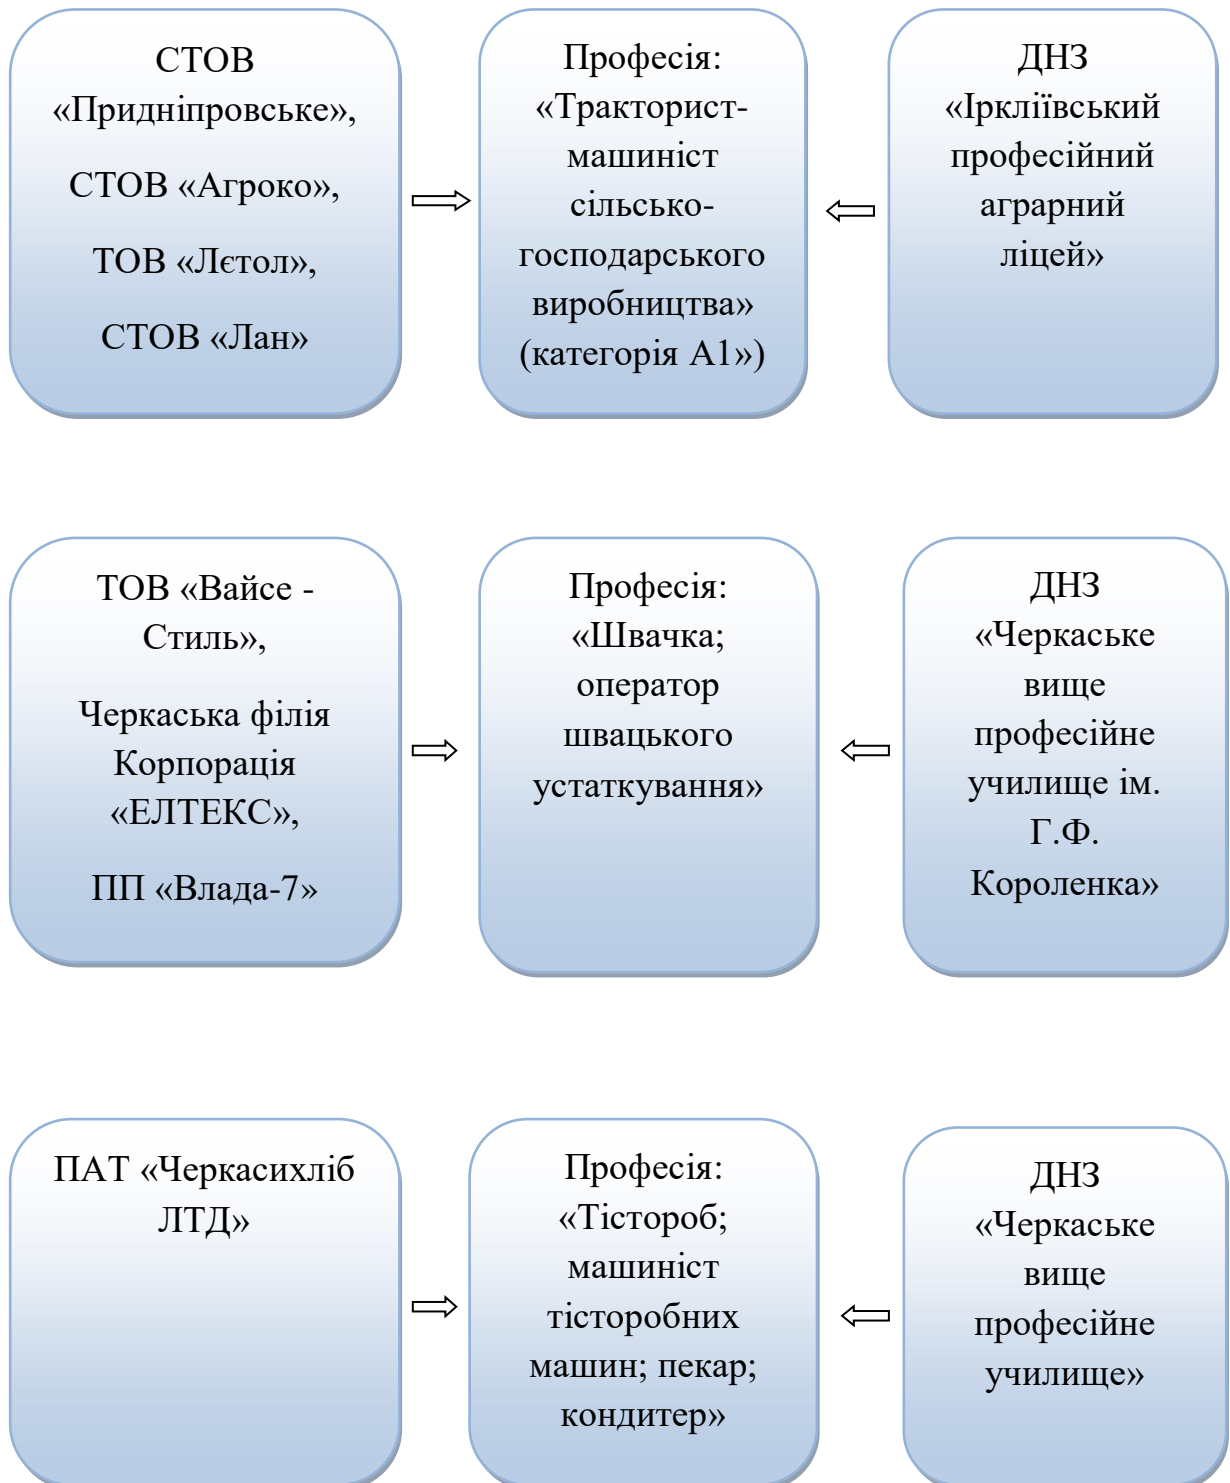 СТОВ
«Придніпровське»,
СТОВ «Агроко»,
ТОВ «Лєтол»,
СТОВ «Лан»
Професія:
«Тракторист-
машиніст
сільсько-
господарського
виробництва»
(категорія А1»)
ДНЗ
«Іркліївський
професійний
аграрний
ліцей»
ТОВ «Вайсе -
Стиль»,
Черкаська філія
Корпорація
«ЕЛТЕКС»,
ПП «Влада-7»
Професія:
«Швачка;
оператор
швацького
устаткування»
ДНЗ
«Черкаське
вище
професійне
училище ім.
Г.Ф.
Короленка»
ПАТ «Черкасихліб
ЛТД»
Професія:
«Тістороб;
машиніст
тісторобних
машин; пекар;
кондитер»
ДНЗ
«Черкаське
вище
професійне
училище»